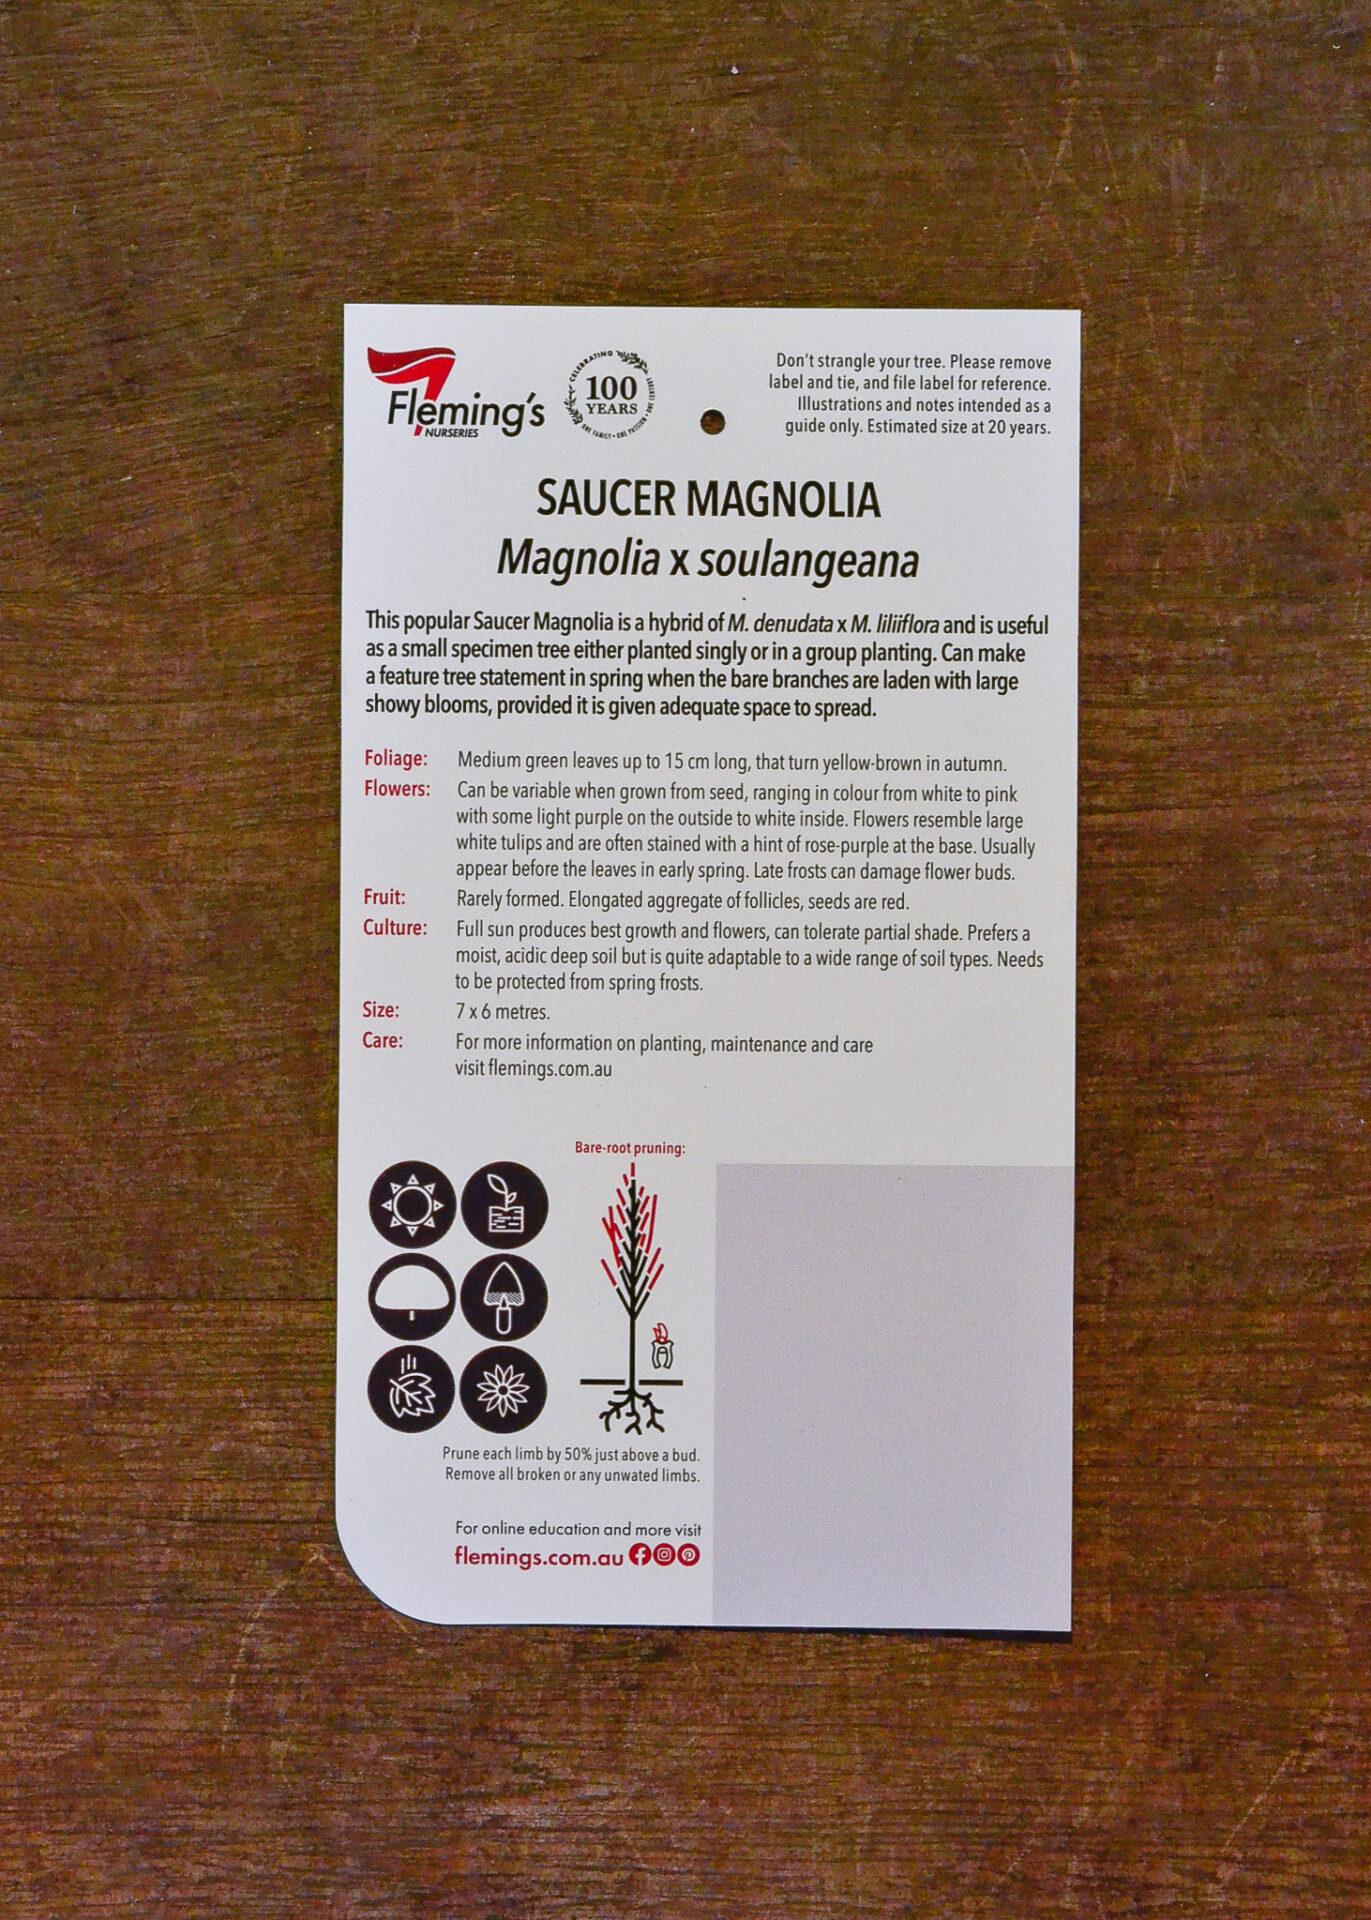 Fleming's
NURSERIES
CELEBRATING
100
YEARS
ONE FAMILY • ONE PASSION •
Don't strangle your tree. Please remove
label and tie, and file label for reference.
Illustrations and notes intended as a
guide only. Estimated size at 20 years.
SAUCER MAGNOLIA
Magnolia x soulangeana
This popular Saucer Magnolia is a hybrid of M. denudata x M. liliiflora and is useful
as a small specimen tree either planted singly or in a group planting. Can make
a feature tree statement in spring when the bare branches are laden with large
showy blooms, provided it is given adequate space to spread.
Foliage: Medium green leaves up to 15 cm long, that turn yellow-brown in autumn.
Flowers: Can be variable when grown from seed, ranging in colour from white to pink
with some light purple on the outside to white inside. Flowers resemble large
white tulips and are often stained with a hint of rose-purple at the base. Usually
appear before the leaves in early spring. Late frosts can damage flower buds.
Fruit: Rarely formed. Elongated aggregate of follicles, seeds are red.
Culture: Full sun produces best growth and flowers, can tolerate partial shade. Prefers a
moist, acidic deep soil but is quite adaptable to a wide range of soil types. Needs
to be protected from spring frosts.
Size: 7 x 6 metres.
Care: For more information on planting, maintenance and care
visit flemings.com.au
Bare-root pruning:
Prune each limb by 50% just above a bud.
Remove all broken or any unwated limbs.
For online education and more visit
flemings.com.au